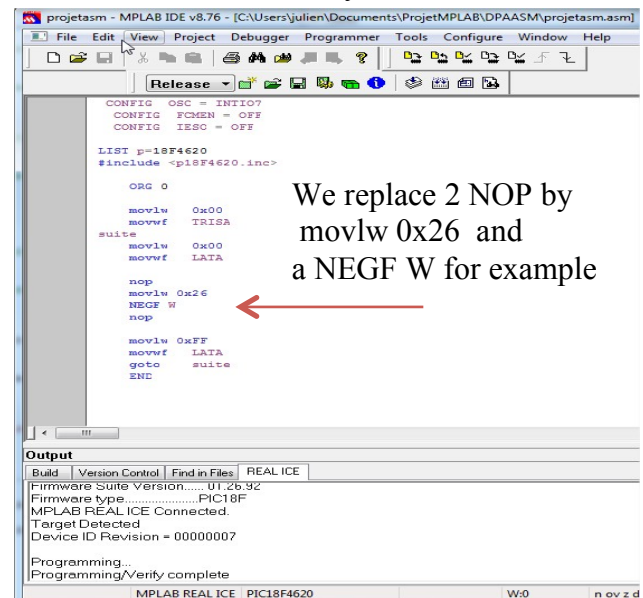 projetasm - MPLAB IDE v8.76 - [C:\Users\julien\Documents\ProjetMPLAB\DPAASM\projetasm.asm]
File Edit View Project Debugger Programmer Tools Configure Window Help
Release
CONFIG OSC = INTIO7
CONFIG FCMEN = OFF
CONFIG IESC = OFF
LIST p=18F4620
#include <p18F4620.inc>
ORG 0
movlw 0x00
movwf TRISA
suite
movlw 0x00
movwf LATA
nop
movlw 0x26
NEGF W
nop
movlw 0xFF
movwf LATA
goto suite
END
We replace 2 NOP by
movlw 0x26 and
a NEGF W for example
Output
Build Version Control Find in Files REAL ICE
Firmware Suite Version...... 01.26.92
Firmware type......................PIC18F
MPLAB REAL ICE Connected.
Target Detected
Device ID Revision = 00000007
Programming...
Programming/Verify complete
MPLAB REAL ICE PIC18F4620 W:0 n ov z d